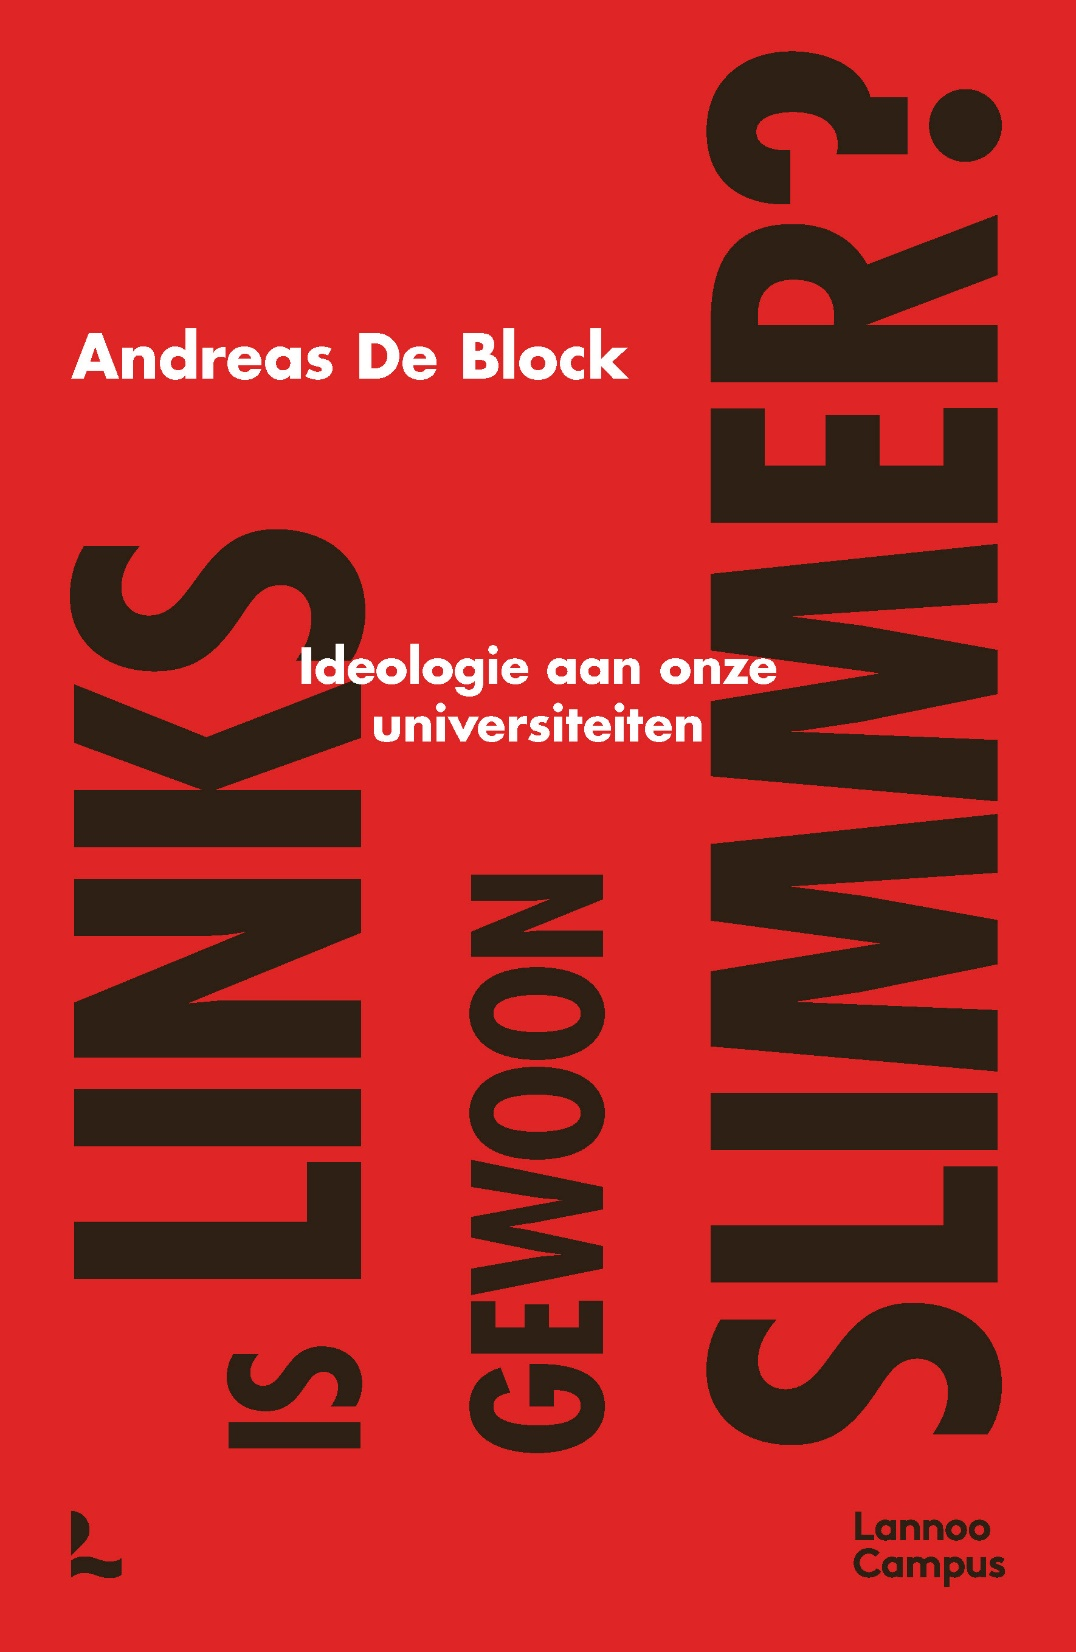 Andreas De Block
IS LINKS
GEWOON
SLIMMER?
Ideologie aan onze
universiteiten
Lannoo
Campus